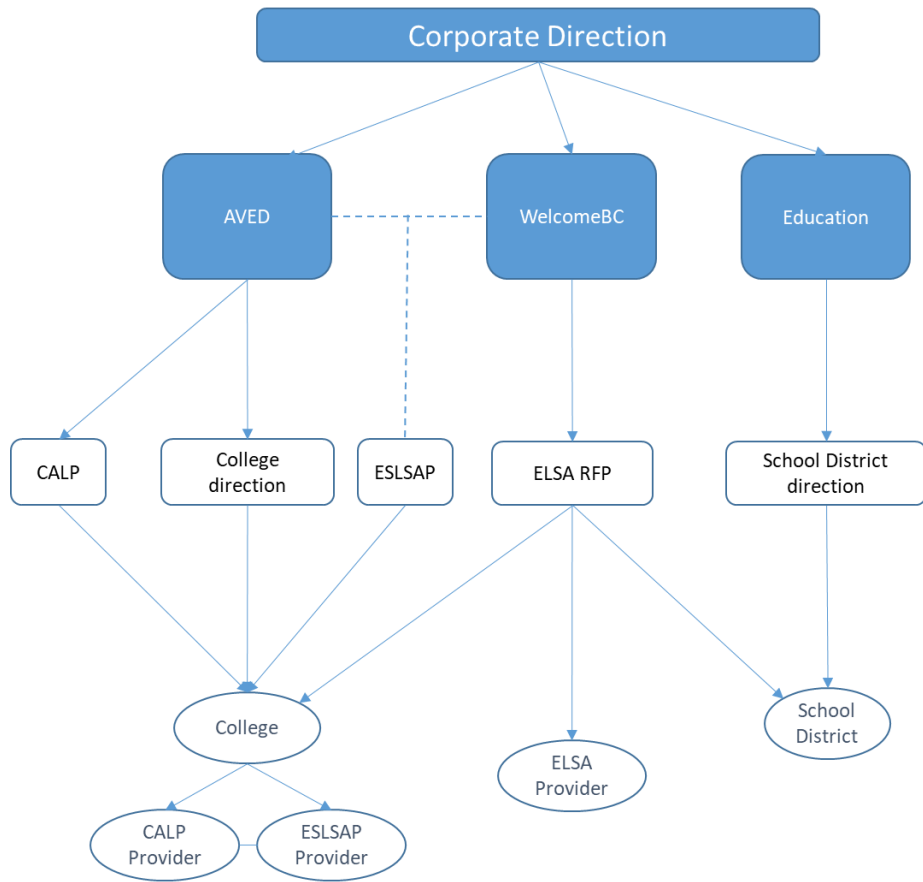 Corporate Direction
AVED
WelcomeBC
Education
CALP
College
direction
ESLSAP
ELSA RFP
School District
direction
College
ELSA
Provider
School
District
CALP
Provider
ESLSAP
Provider